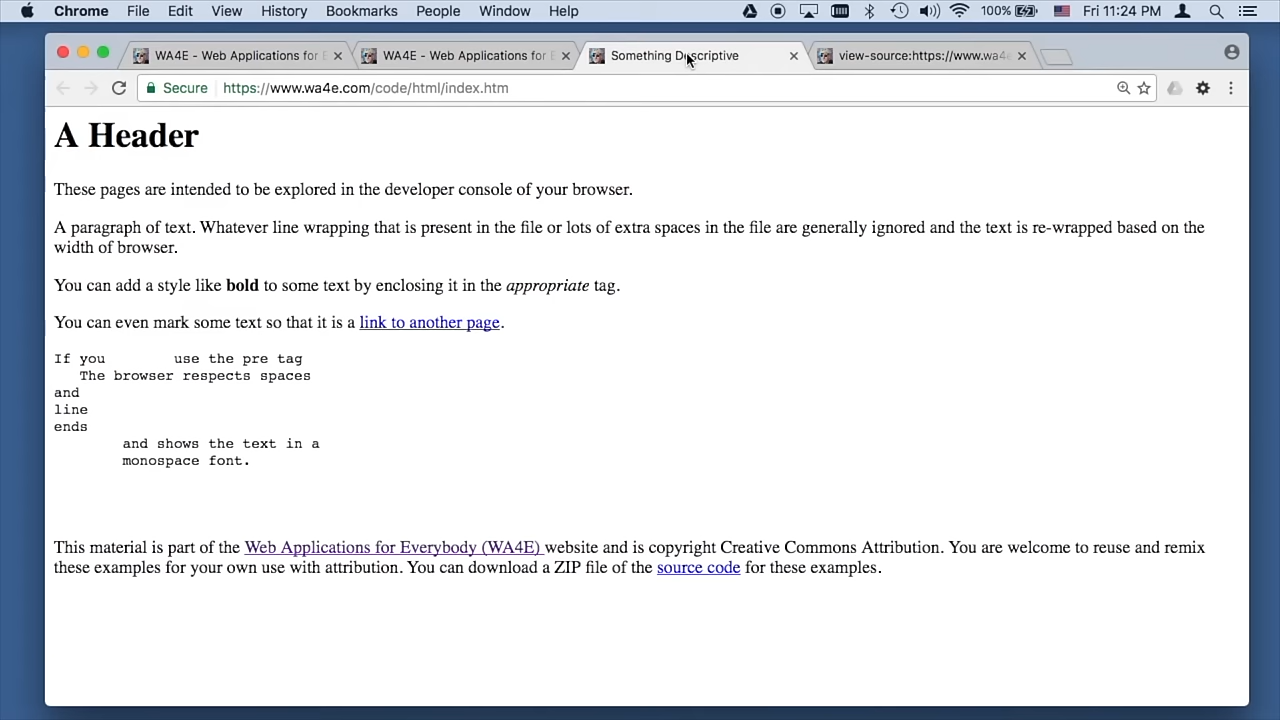 Chrome File Edit View History Bookmarks People Window Help 100% Fri 11:24 PM
WA4E - Web Applications for E WA4E - Web Applications for E Something Descriptive view-source:https://www.wa4e
Secure https://www.wa4e.com/code/html/index.htm
A Header
These pages are intended to be explored in the developer console of your browser.
A paragraph of text. Whatever line wrapping that is present in the file or lots of extra spaces in the file are generally ignored and the text is re-wrapped based on the
width of browser.
You can add a style like bold to some text by enclosing it in the appropriate tag.
You can even mark some text so that it is a link to another page.
If you        use the pre tag
   The browser respects spaces
and
line
ends
        and shows the text in a
        monospace font.
This material is part of the Web Applications for Everybody (WA4E) website and is copyright Creative Commons Attribution. You are welcome to reuse and remix
these examples for your own use with attribution. You can download a ZIP file of the source code for these examples.